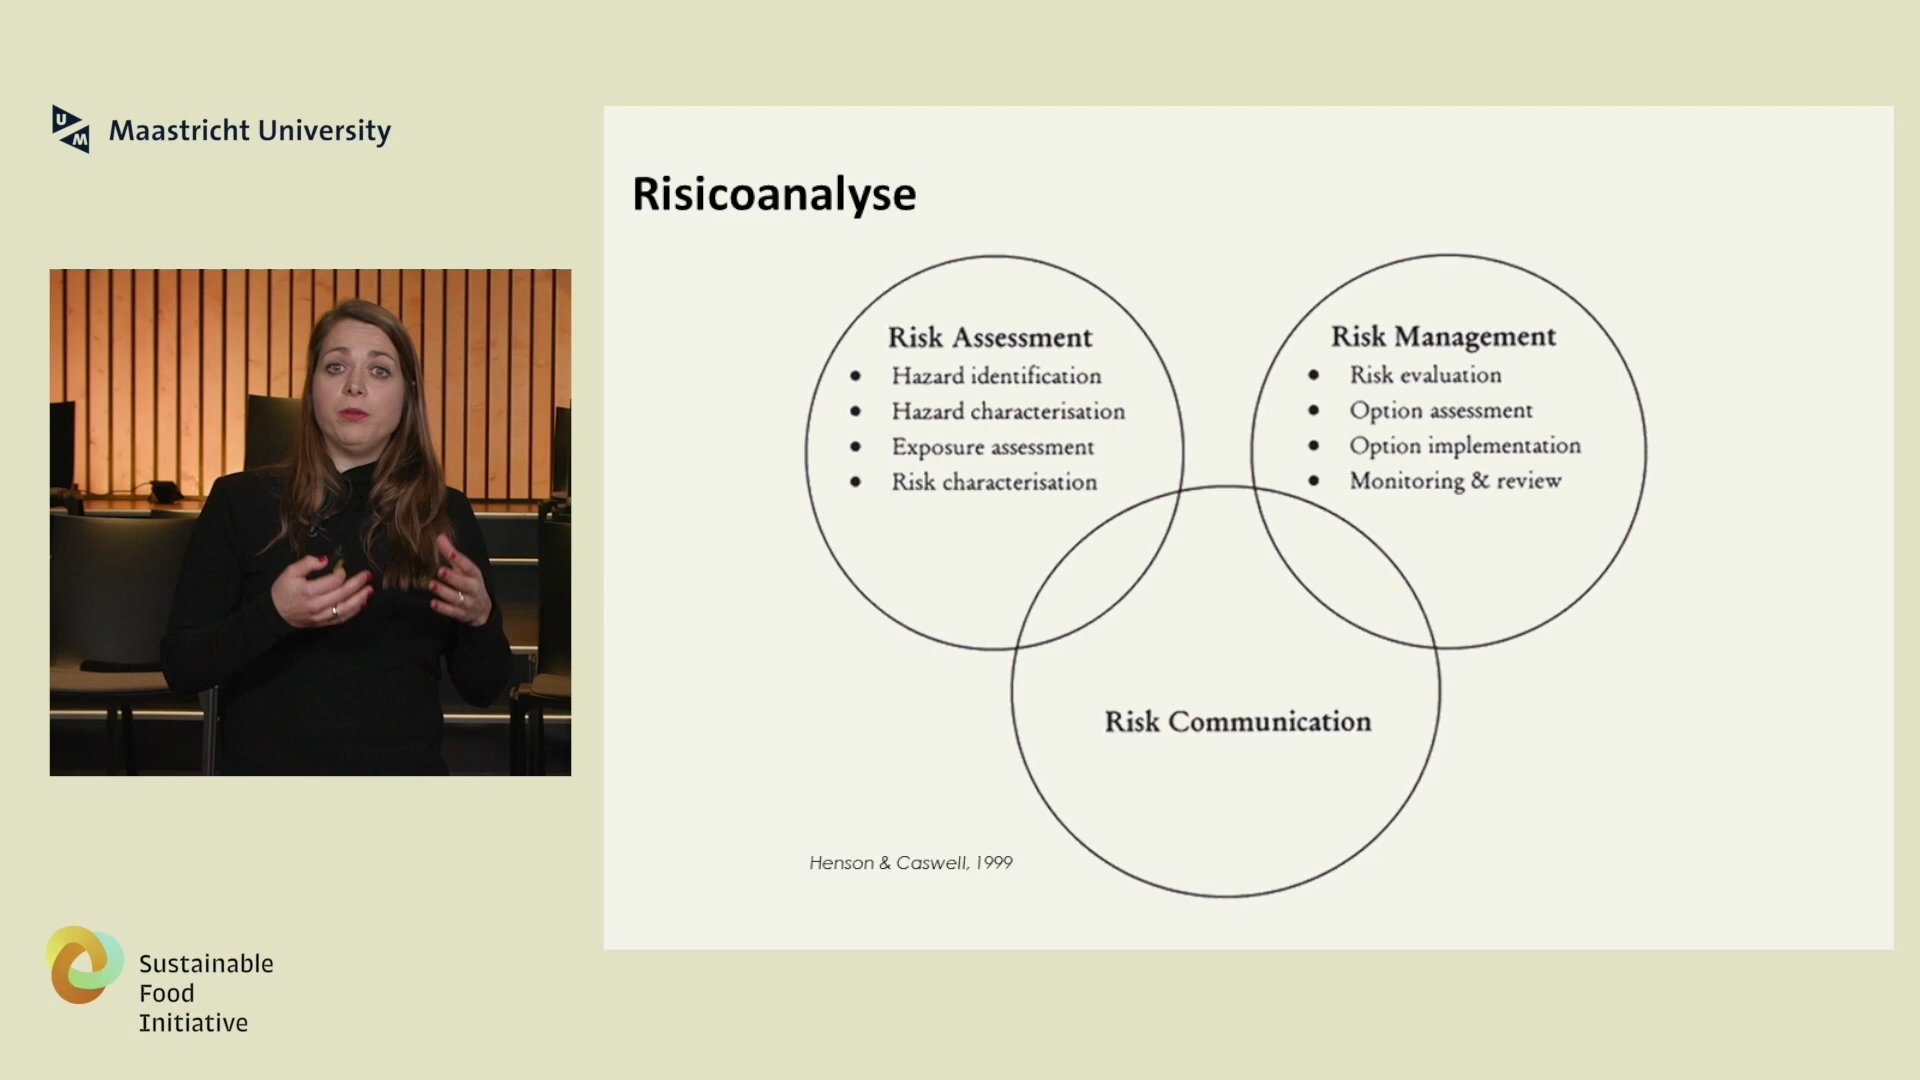 UM Maastricht University
Risicoanalyse
Risk Assessment
• Hazard identification
• Hazard characterisation
• Exposure assessment
• Risk characterisation
Risk Management
• Risk evaluation
• Option assessment
• Option implementation
• Monitoring & review
Risk Communication
Henson & Caswell, 1999
Sustainable
Food
Initiative